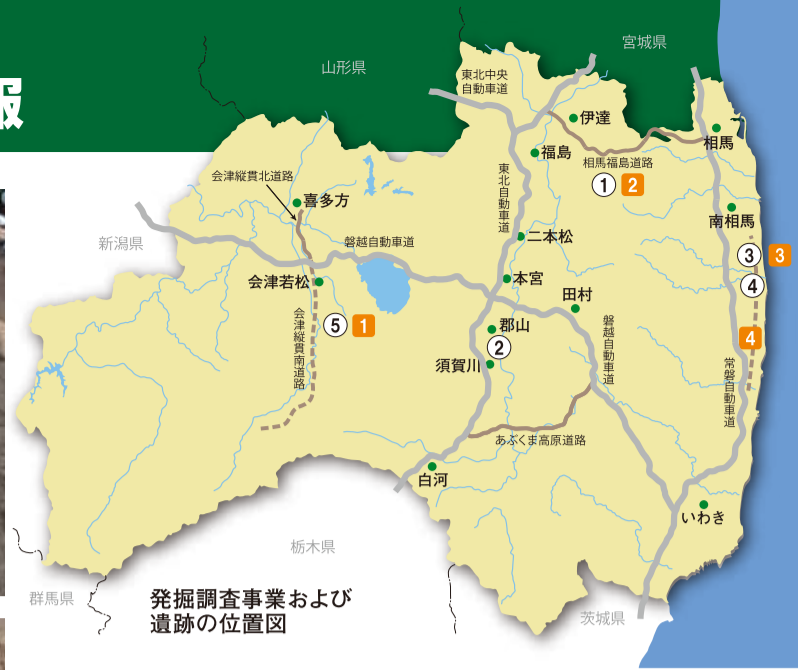 報
宮城県
山形県
東北中央
自動車道
伊達
相馬
福島
相馬福島道路
① 2
会津縦貫北道路
喜多方
東北自動車道
南相馬
新潟県
磐越自動車道
二本松
③ 3
会津若松
本宮
④
田村
会津縦貫南道路
⑤ 1
郡山
②
磐越自動車道
4
須賀川
常磐自動車道
あぶくま高原道路
白河
いわき
栃木県
群馬県
発掘調査事業および
遺跡の位置図
茨城県